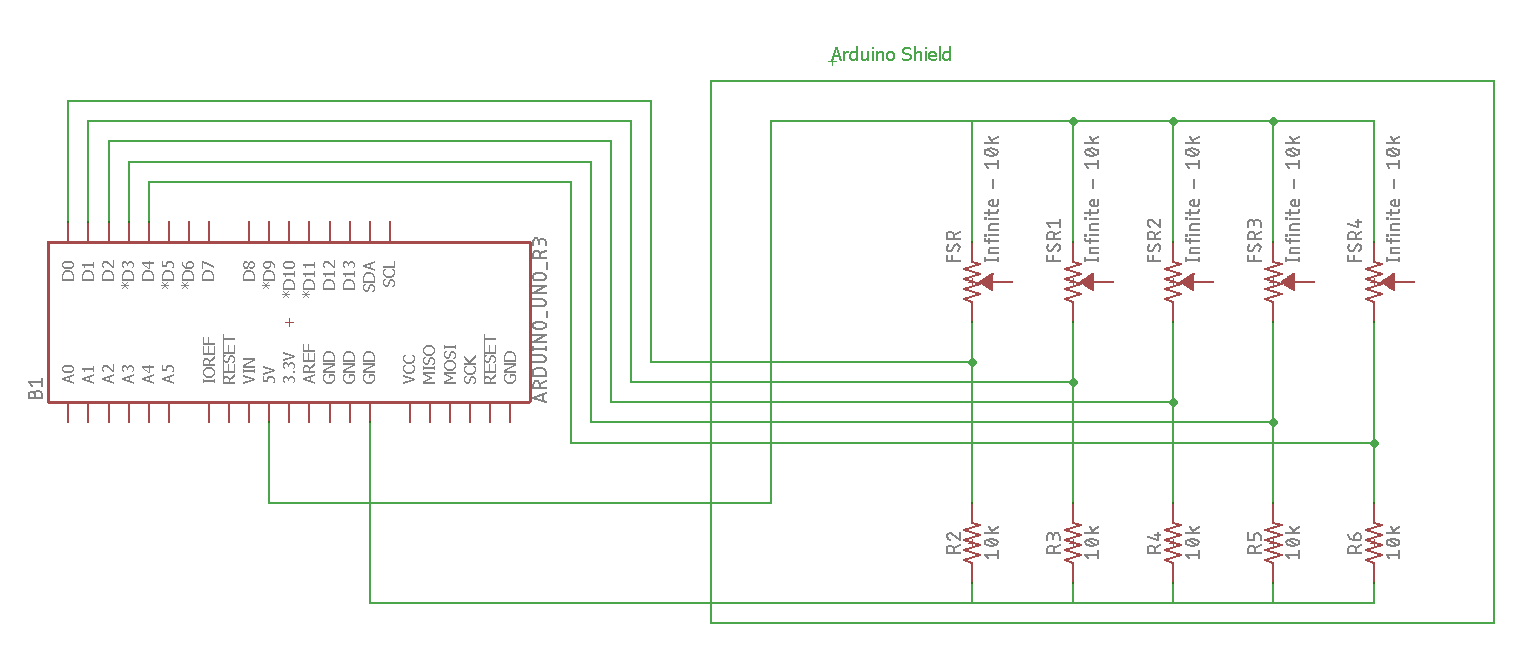 Arduino Shield
D0
D1
D2
*D3
D4
*D5
*D6
D7
D8
*D9
*D10
*D11
D12
D13
SDA
SCL
A0
A1
A2
A3
A4
A5
IOREF
RESET
VIN
5V
3.3V
AREF
GND
GND
GND
VCC
MISO
MOSI
SCK
RESET
GND
B1
ARDUINO_UNO_R3
FSR
Infinite - 10k
FSR1
Infinite - 10k
FSR2
Infinite - 10k
FSR3
Infinite - 10k
FSR4
Infinite - 10k
R2
10k
R3
10k
R4
10k
R5
10k
R6
10k